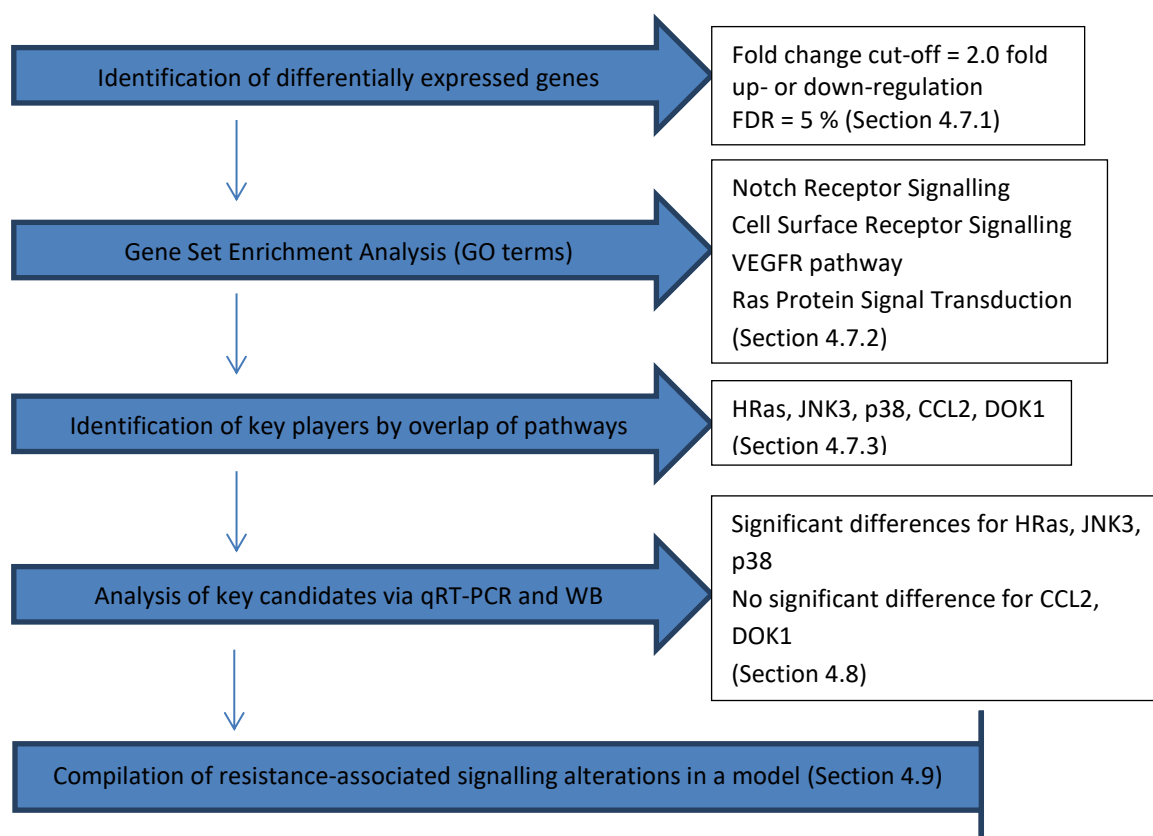 Identification of differentially expressed genes
Fold change cut-off = 2.0 fold
up- or down-regulation
FDR = 5 % (Section 4.7.1)
Gene Set Enrichment Analysis (GO terms)
Notch Receptor Signalling
Cell Surface Receptor Signalling
VEGFR pathway
Ras Protein Signal Transduction
(Section 4.7.2)
Identification of key players by overlap of pathways
HRas, JNK3, p38, CCL2, DOK1
(Section 4.7.3)
Analysis of key candidates via qRT-PCR and WB
Significant differences for HRas, JNK3,
p38
No significant difference for CCL2,
DOK1
(Section 4.8)
Compilation of resistance-associated signalling alterations in a model (Section 4.9)